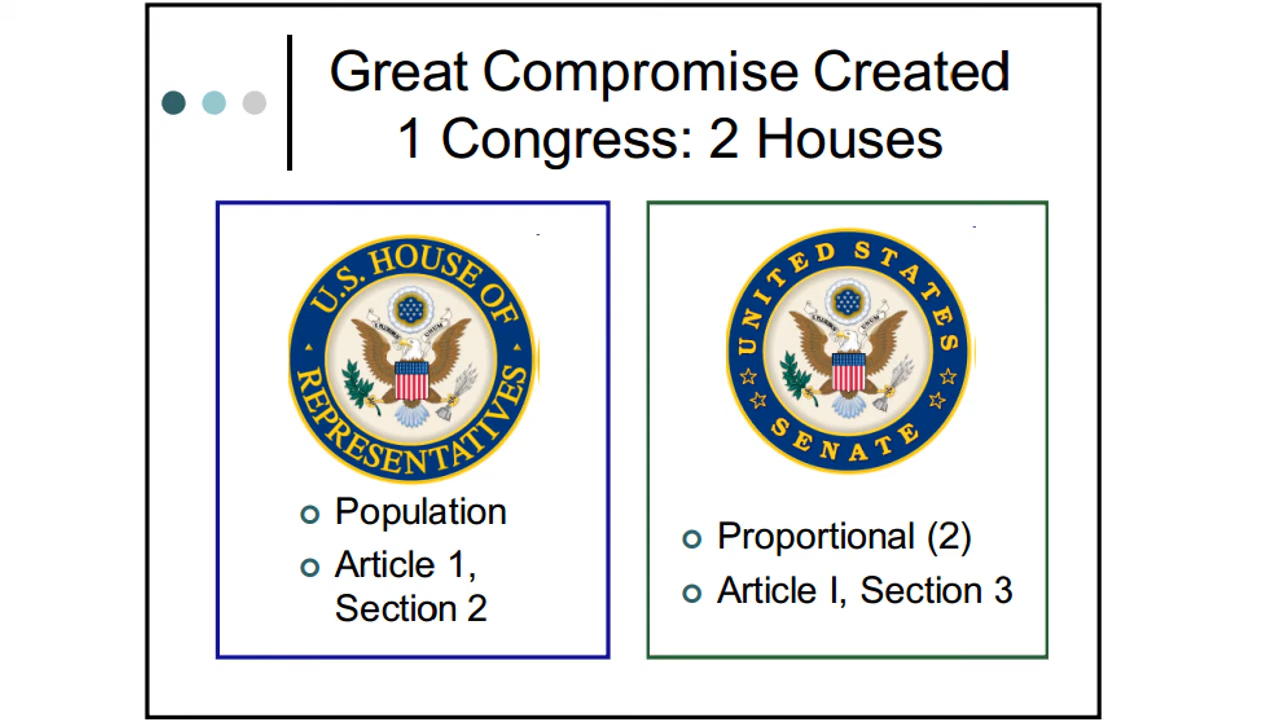 Great Compromise Created
1 Congress: 2 Houses
U.S. HOUSE OF
REPRESENTATIVES
Population
Article 1,
Section 2
UNITED STATES
SENATE
Proportional (2)
Article I, Section 3